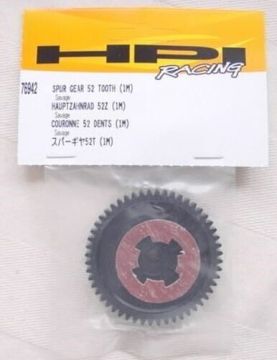 HPI
RACING
76942
SPUR GEAR 52 TOOTH (1M)
Savage
HAUPTZAHNRAD 52Z (1M)
Savage
COURONNE 52 DENTS (1M)
Savage
スパーギヤ52T (1M)